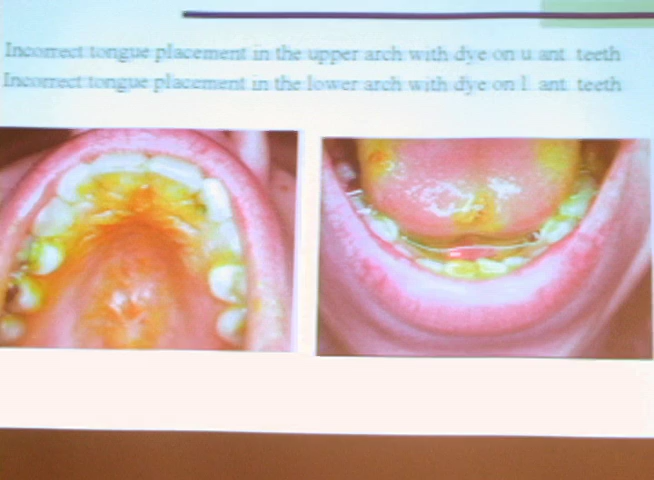 Incorrect tongue placement in the upper arch with dye on u ant. teeth
Incorrect tongue placement in the lower arch with dye on l. ant. teeth